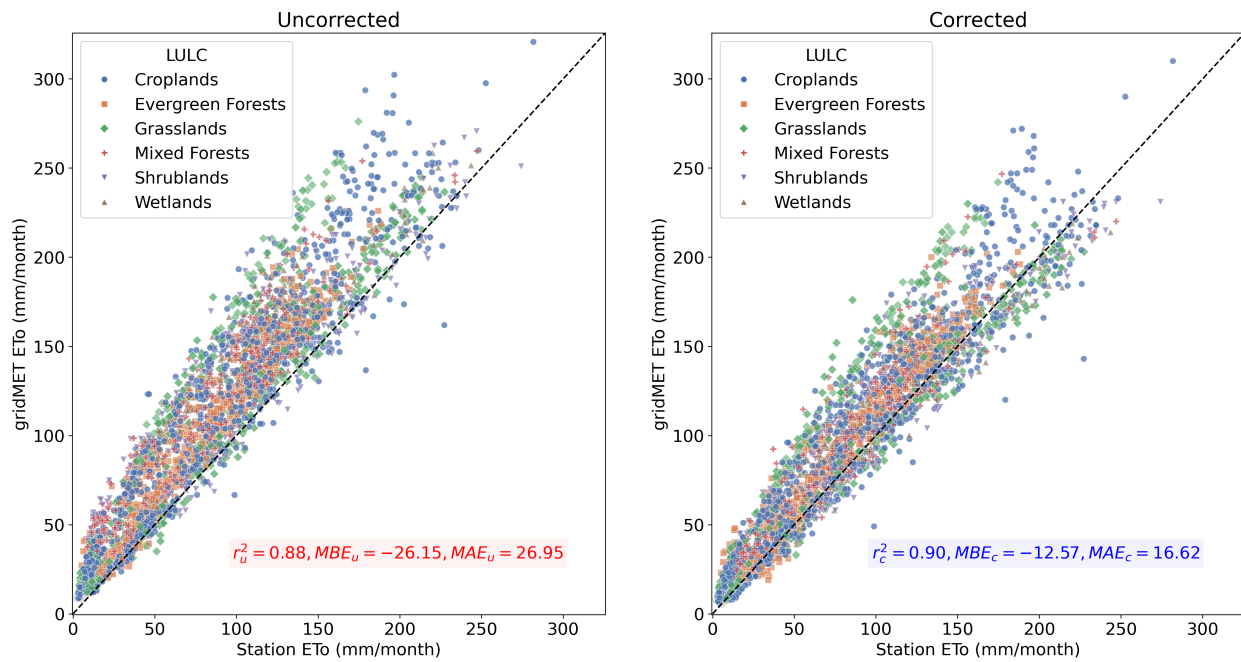 Uncorrected
LULC
Croplands
Evergreen Forests
Grasslands
Mixed Forests
Shrublands
Wetlands
gridMET ETo (mm/month)
300
250
200
150
100
50
0
0 50 100 150 200 250 300
Station ETo (mm/month)
r²ᵤ = 0.88, MBEᵤ = −26.15, MAEᵤ = 26.95
Corrected
LULC
Croplands
Evergreen Forests
Grasslands
Mixed Forests
Shrublands
Wetlands
gridMET ETo (mm/month)
300
250
200
150
100
50
0
0 50 100 150 200 250 300
Station ETo (mm/month)
r²_c = 0.90, MBE_c = −12.57, MAE_c = 16.62